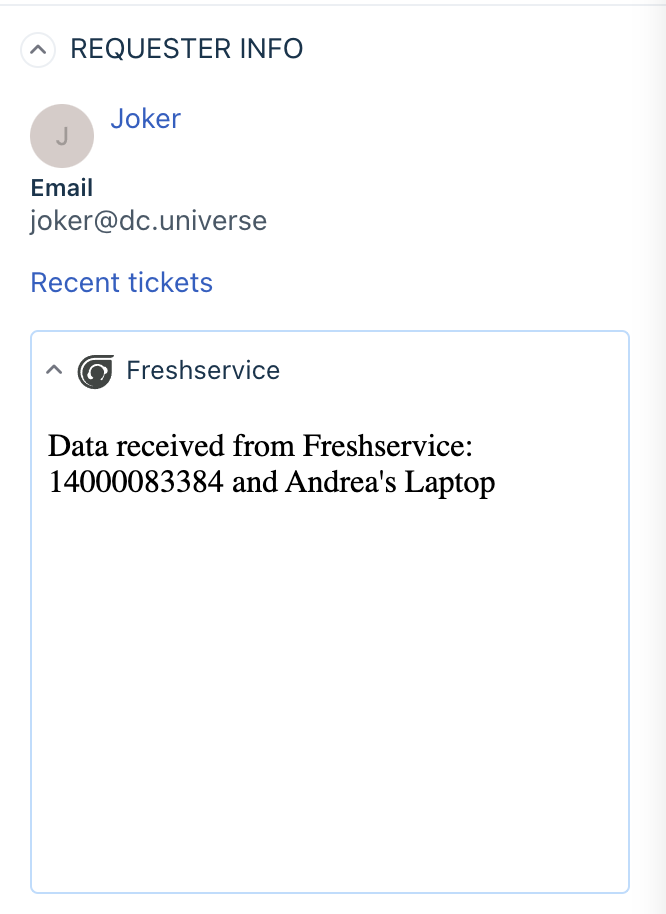 REQUESTER INFO
J
Joker
Email
joker@dc.universe
Recent tickets
Freshservice
Data received from Freshservice:
14000083384 and Andrea's Laptop